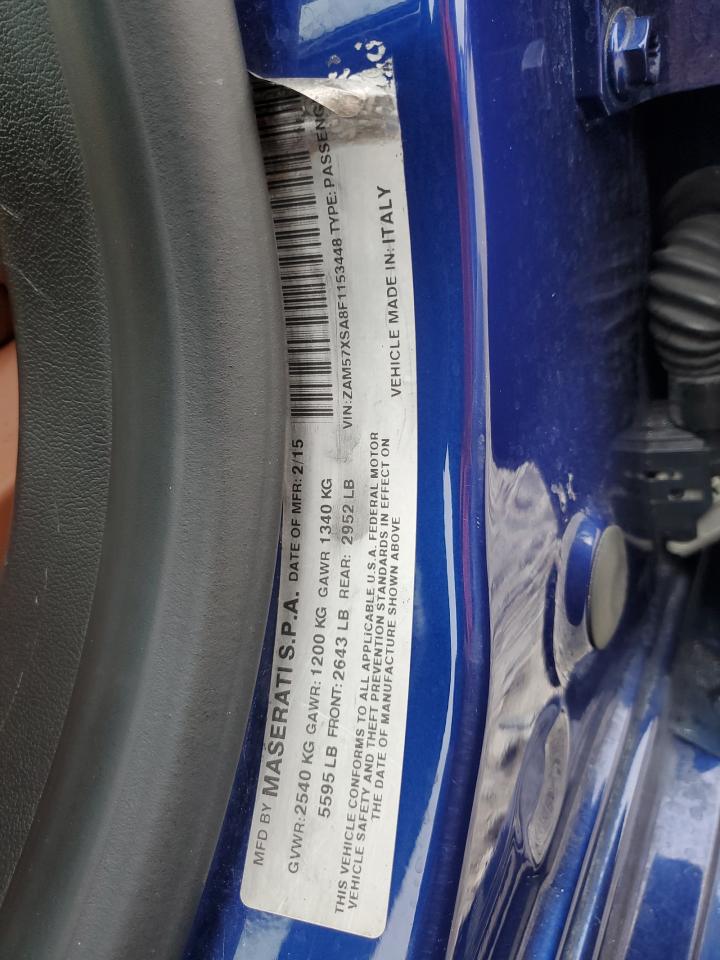 MFD BY MASERATI S.P.A. DATE OF MFR: 2/15
GVWR: 2540 KG GAWR: 1200 KG GAWR 1340 KG
5595 LB FRONT: 2643 LB REAR: 2952 LB
VIN: ZAM57XSA8F1153448 TYPE: PASSENG
THIS VEHICLE CONFORMS TO ALL APPLICABLE U.S.A. FEDERAL MOTOR
VEHICLE SAFETY AND THEFT PREVENTION STANDARDS IN EFFECT ON
THE DATE OF MANUFACTURE SHOWN ABOVE
VEHICLE MADE IN: ITALY